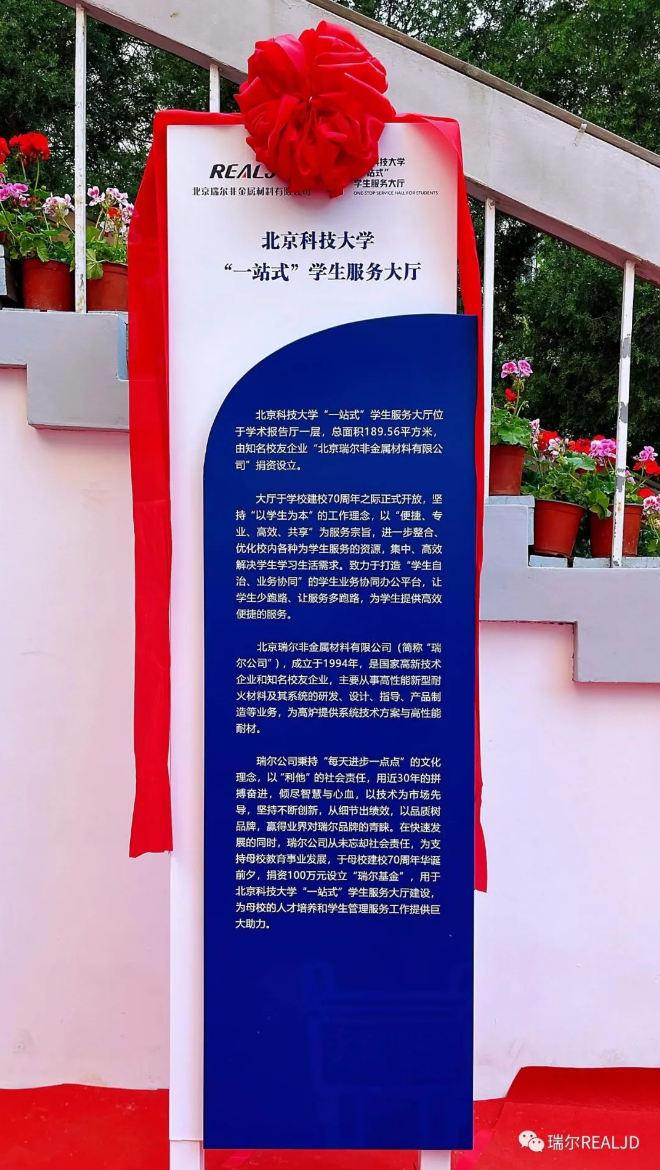 REAL
北京瑞尔非金属材料有限公司
科技大学
站式”
学生服务大厅
ONE-STOP SERVICE HALL FOR STUDENTS
北京科技大学
“一站式”学生服务大厅
北京科技大学“一站式”学生服务大厅位
于学术报告厅一层，总面积189.56平方米，
由知名校友企业“北京瑞尔非金属材料有限公
司”捐资设立。
大厅于学校建校70周年之际正式开放，坚
持“以学生为本”的工作理念，以“便捷、专
业、高效、共享”为服务宗旨，进一步整合、
优化校内各种为学生服务的资源，集中、高效
解决学生学习生活需求。致力于打造“学生自
治、业务协同”的学生业务协同办公平台，让
学生少跑路、让服务多跑路，为学生提供高效
便捷的服务。
北京瑞尔非金属材料有限公司（简称“瑞
尔公司”），成立于1994年，是国家高新技术
企业和知名校友企业，主要从事高性能新型耐
火材料及其系统的研发、设计、指导、产品制
造等业务，为高炉提供系统技术方案与高性能
耐材。
瑞尔公司秉持“每天进步一点点”的文化
理念，以“利他”的社会责任，用近30年的拼
搏奋进，倾尽智慧与心血，以技术为市场先
导，坚持不断创新，从细节出绩效，以品质树
品牌，赢得业界对瑞尔品牌的青睐。在快速发
展的同时，瑞尔公司从未忘却社会责任，为支
持母校教育事业发展，于母校建校70周年华诞
前夕，捐资100万元设立“瑞尔基金”，用于
北京科技大学“一站式”学生服务大厅建设，
为母校的人才培养和学生管理服务工作提供巨
大助力。
瑞尔REALJD